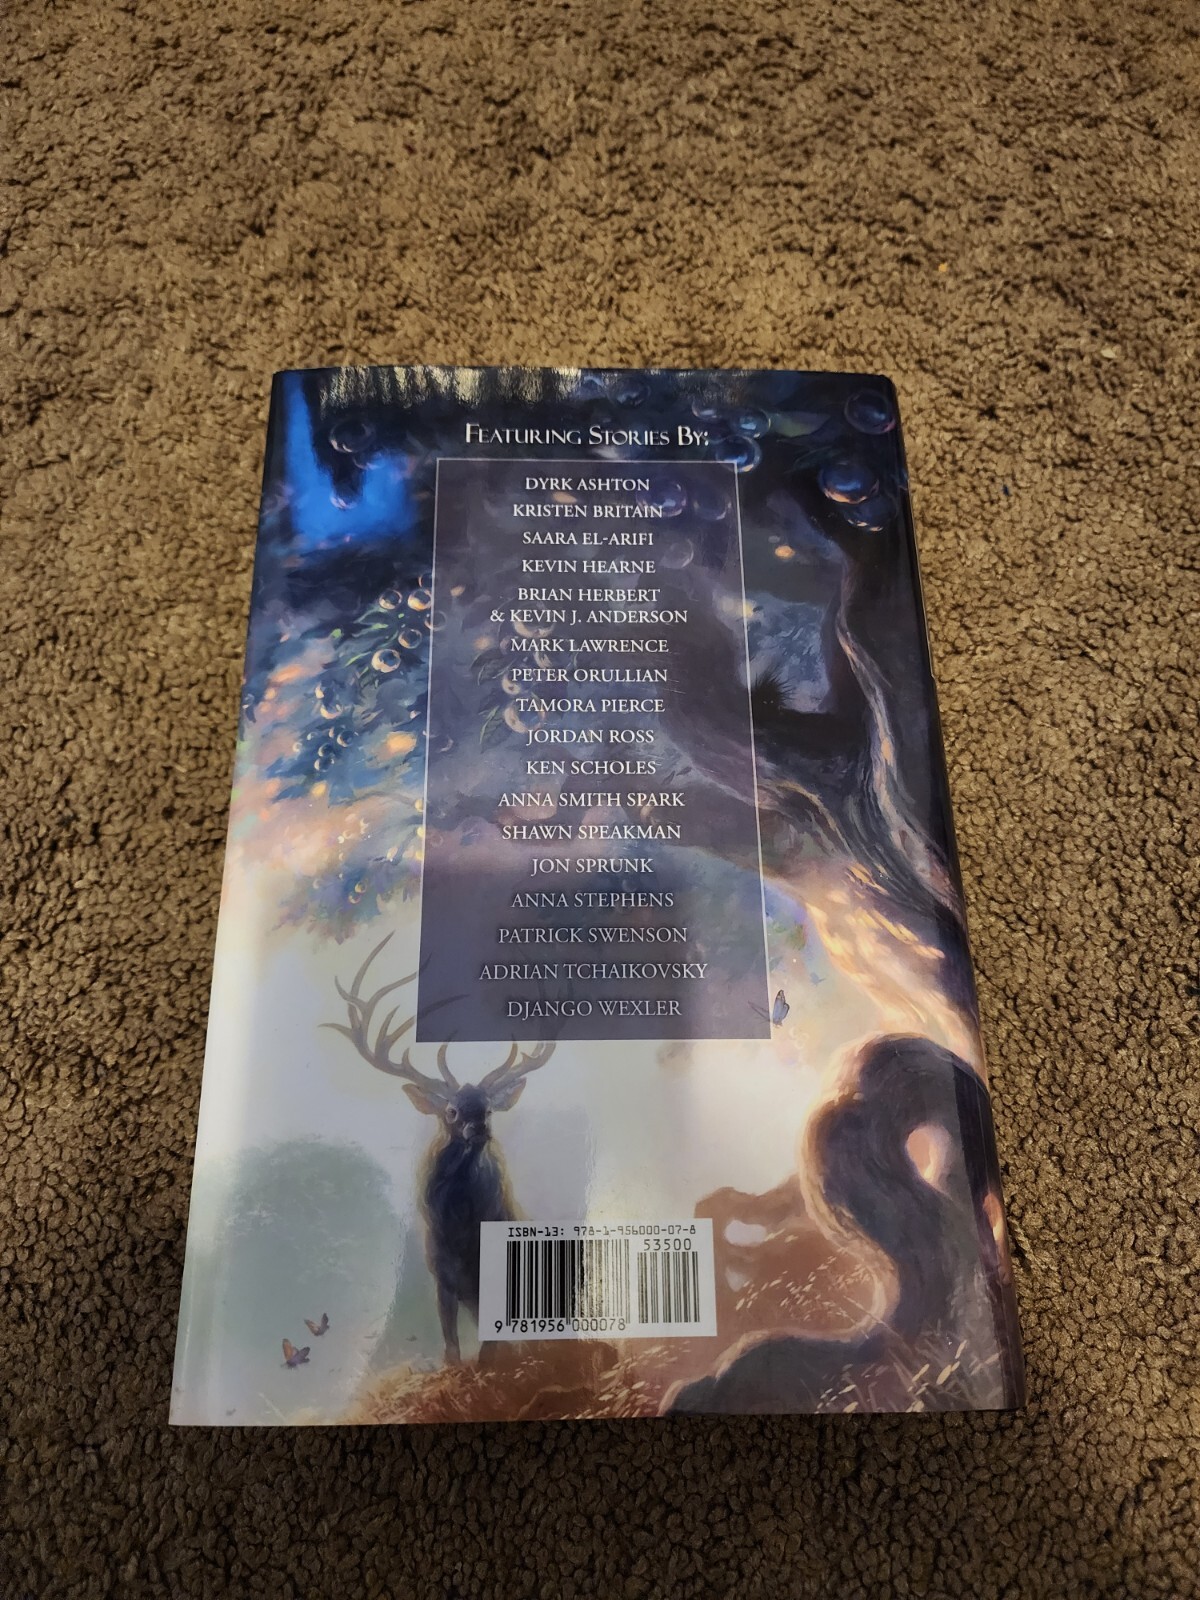 FEATURING STORIES BY:
DYRK ASHTON
KRISTEN BRITAIN
SAARA EL-ARIFI
KEVIN HEARNE
BRIAN HERBERT
& KEVIN J. ANDERSON
MARK LAWRENCE
PETER ORULLIAN
TAMORA PIERCE
JORDAN ROSS
KEN SCHOLES
ANNA SMITH SPARK
SHAWN SPEAKMAN
JON SPRUNK
ANNA STEPHENS
PATRICK SWENSON
ADRIAN TCHAIKOVSKY
DJANGO WEXLER
ISBN-13: 978-1-956000-07-8
53500
9 781956 000078